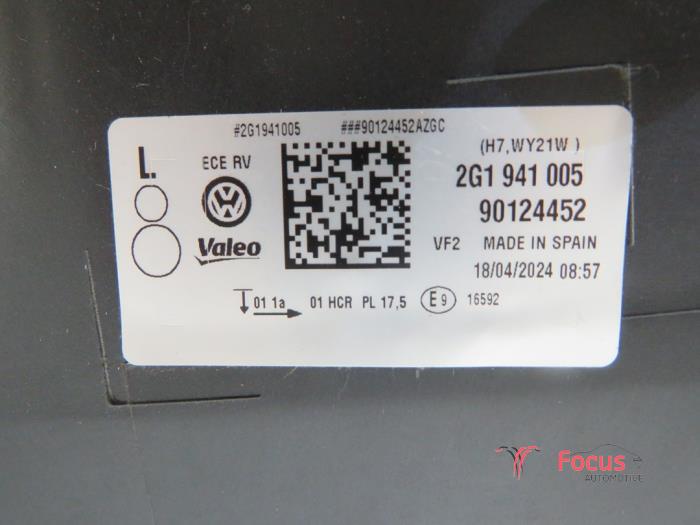 #2G1941005 ###90124452AZGC
L. ECE RV (H7,WY21W )
2G1 941 005
90124452
Valeo VF2 MADE IN SPAIN
18/04/2024 08:57
01 1a 01 HCR PL 17,5 E9 16592
Focus
AUTOMOTIVE